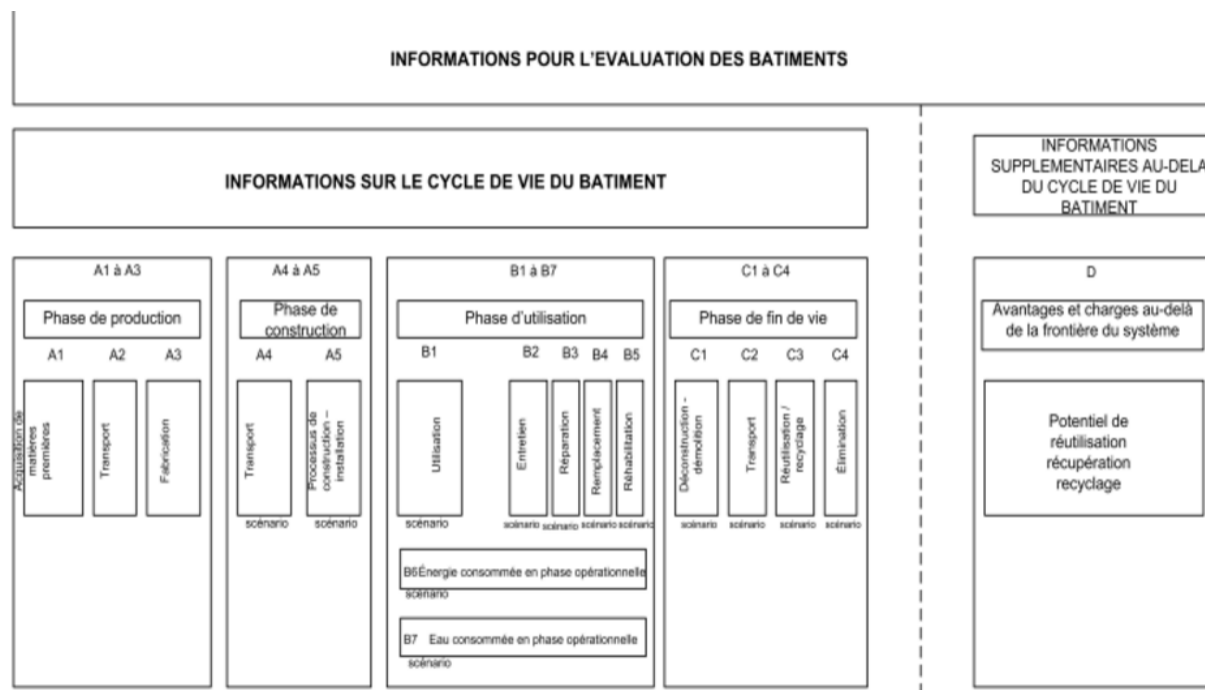 INFORMATIONS POUR L'EVALUATION DES BATIMENTS
INFORMATIONS SUR LE CYCLE DE VIE DU BATIMENT
INFORMATIONS
SUPPLEMENTAIRES AU-DELA
DU CYCLE DE VIE DU
BATIMENT
A1 à A3
Phase de production
A1
A2
A3
Acquisition de
matières
premières
Transport
Fabrication
A4 à A5
Phase de
construction
A4
A5
Transport
Processus de
construction –
installation
scénario
scénario
B1 à B7
Phase d'utilisation
B1
B2
B3
B4
B5
Utilisation
Entretien
Réparation
Remplacement
Réhabilitation
scénario
scénario
scénario
scénario
scénario
B6Énergie consommée en phase opérationnelle
scénario
B7 Eau consommée en phase opérationnelle
scénario
C1 à C4
Phase de fin de vie
C1
C2
C3
C4
Déconstruction -
démolition
Transport
Réutilisation /
recyclage
Élimination
scénario
scénario
scénario
scénario
D
Avantages et charges au-delà
de la frontière du système
Potentiel de
réutilisation
récupération
recyclage